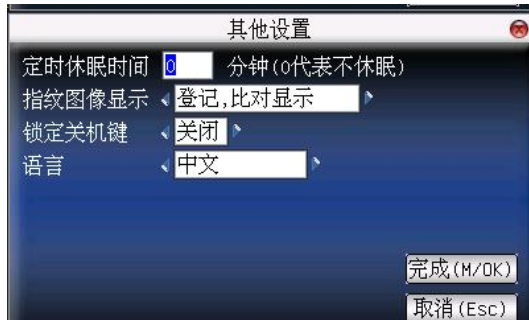 其他设置
定时休眠时间 0 分钟(0代表不休眠)
指纹图像显示 登记,比对显示
锁定关机键 关闭
语言 中文
完成(M/OK)
取消(Esc)